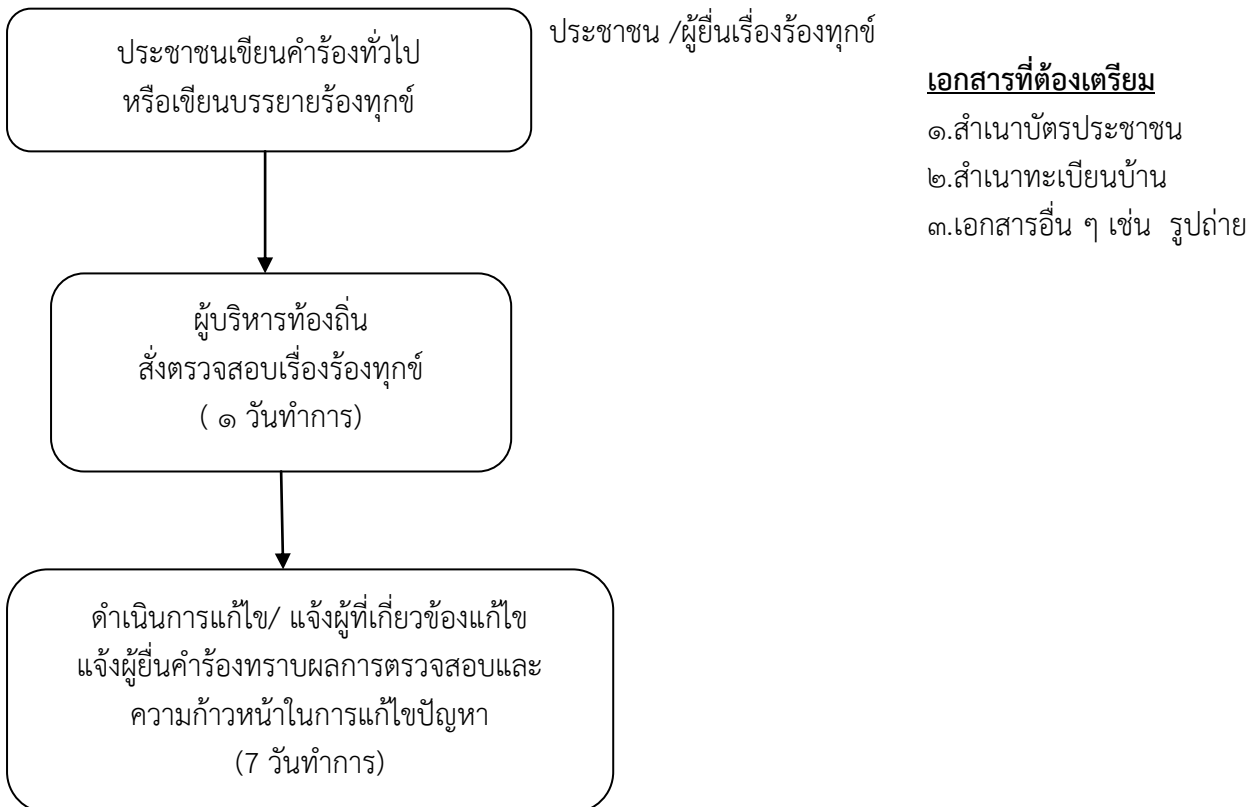 ประชาชนเขียนคำร้องทั่วไป
หรือเขียนบรรยายร้องทุกข์
ประชาชน /ผู้ยื่นเรื่องร้องทุกข์
เอกสารที่ต้องเตรียม
๑.สำเนาบัตรประชาชน
๒.สำเนาทะเบียนบ้าน
๓.เอกสารอื่น ๆ เช่น  รูปถ่าย
ผู้บริหารท้องถิ่น
สั่งตรวจสอบเรื่องร้องทุกข์
( ๑ วันทำการ)
ดำเนินการแก้ไข/ แจ้งผู้ที่เกี่ยวข้องแก้ไข
แจ้งผู้ยื่นคำร้องทราบผลการตรวจสอบและ
ความก้าวหน้าในการแก้ไขปัญหา
(7 วันทำการ)